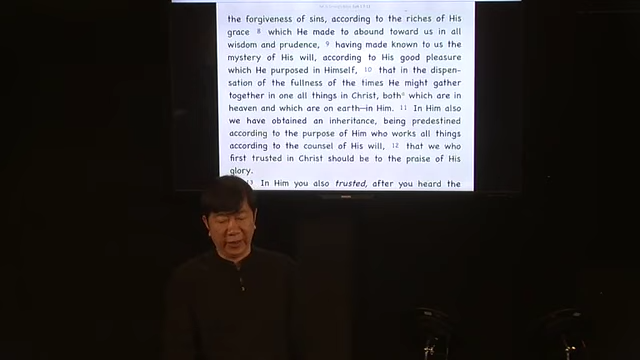 the forgiveness of sins, according to the riches of His
grace 8 which He made to abound toward us in all
wisdom and prudence, 9 having made known to us the
mystery of His will, according to His good pleasure
which He purposed in Himself, 10 that in the dispen-
sation of the fullness of the times He might gather
together in one all things in Christ, both which are in
heaven and which are on earth—in Him. 11 In Him also
we have obtained an inheritance, being predestined
according to the purpose of Him who works all things
according to the counsel of His will, 12 that we who
first trusted in Christ should be to the praise of His
glory.
13 In Him you also trusted, after you heard the